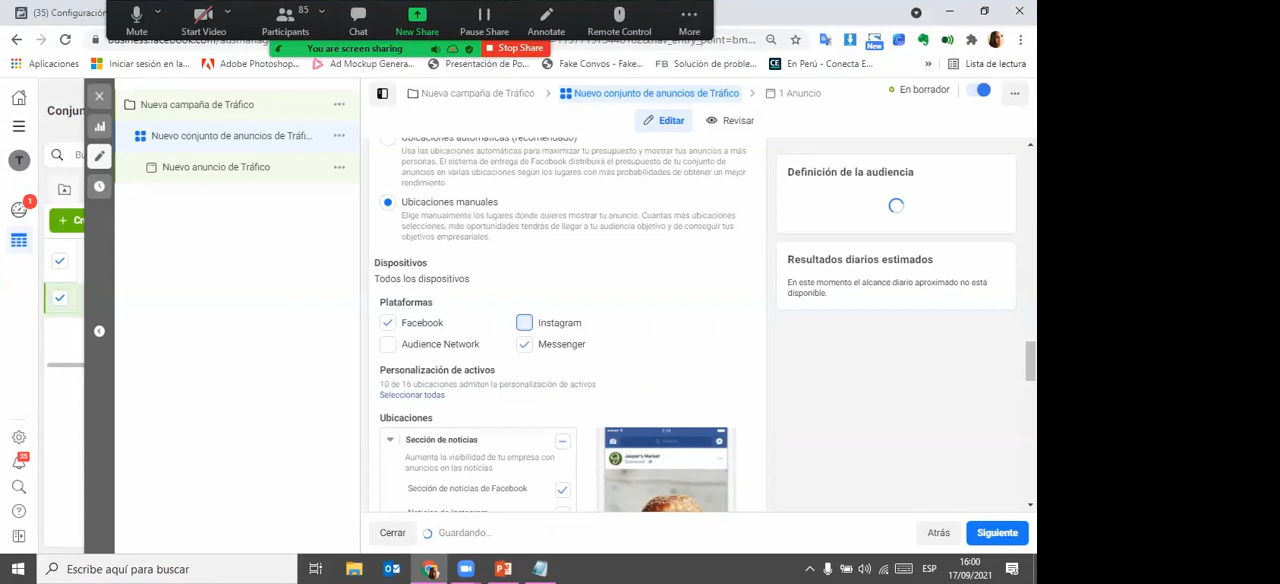 (35) Configuración
Mute
Start Video
Participants
85
Chat
New Share
Pause Share
Annotate
Remote Control
More
You are screen sharing
Stop Share
Aplicaciones
Iniciar sesión en la...
Adobe Photoshop...
Ad Mockup Genera...
Presentación de Po...
Fake Convos - Fake...
FB Solución de problè...
CE En Perú - Conecta E...
»
Lista de lectura
New
Conjun
Nueva campaña de Tráfico
Nuevo conjunto de anuncios de Tráfi...
Nuevo anuncio de Tráfico
Nueva campaña de Tráfico
Nuevo conjunto de anuncios de Tráfico
1 Anuncio
En borrador
Editar
Revisar
Ubicaciones automáticas (recomendado)
Usa las ubicaciones automáticas para maximizar tu presupuesto y mostrar tus anuncios a más
personas. El sistema de entrega de Facebook distribuirá el presupuesto de tu conjunto de
anuncios en varias ubicaciones según los lugares con más probabilidades de obtener un mejor
rendimiento.
Ubicaciones manuales
Elige manualmente los lugares donde quieres mostrar tu anuncio. Cuantas más ubicaciones
selecciones, más oportunidades tendrás de llegar a tu audiencia objetivo y de conseguir tus
objetivos empresariales.
Dispositivos
Todos los dispositivos
Plataformas
Facebook
Instagram
Audience Network
Messenger
Personalización de activos
10 de 16 ubicaciones admiten la personalización de activos
Seleccionar todas
Ubicaciones
Sección de noticias
Aumenta la visibilidad de tu empresa con
anuncios en las noticias
Sección de noticias de Facebook
Jasper's Market
Definición de la audiencia
Resultados diarios estimados
En este momento el alcance diario aproximado no está
disponible.
Cerrar
Guardando...
Atrás
Siguiente
T
1
35
Escribe aquí para buscar
ESP
16:00
17/09/2021